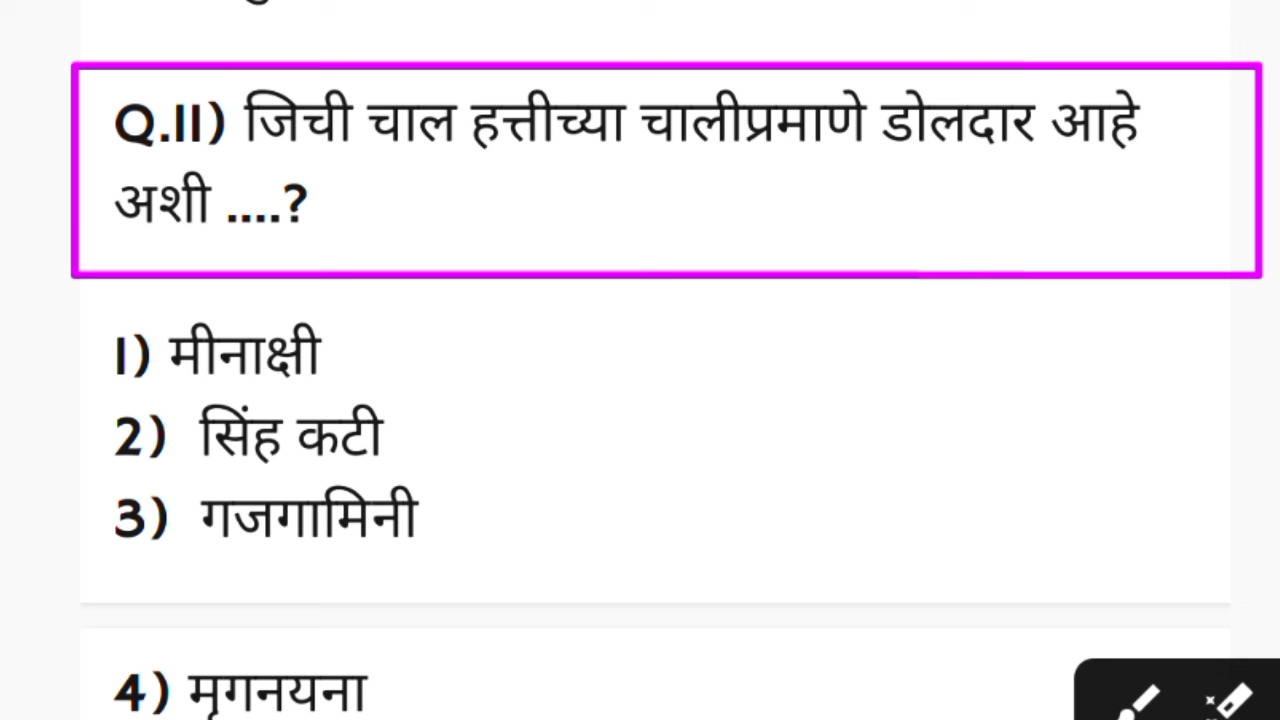 Q.11) जिची चाल हत्तीच्या चालीप्रमाणे डोलदार आहे
अशी ....?
1) मीनाक्षी
2) सिंह कटी
3) गजगामिनी
4) मृगनयना